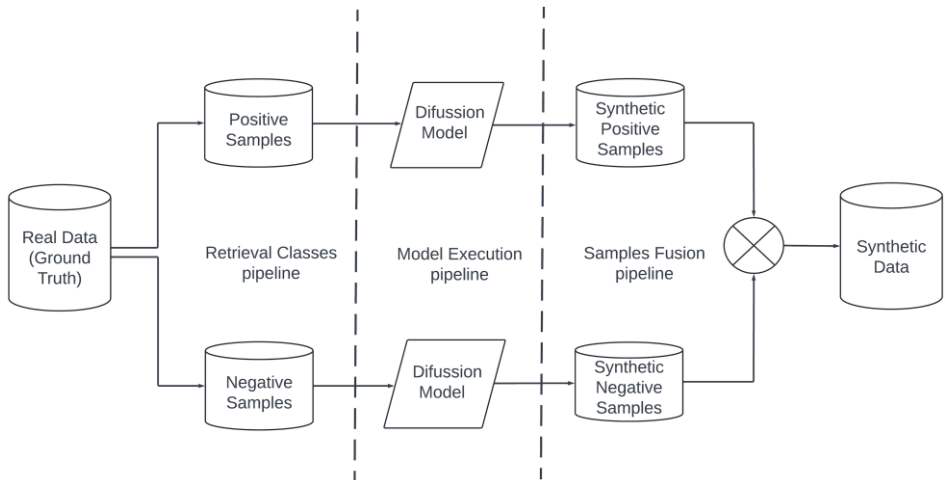 Positive
Samples
Difussion
Model
Synthetic
Positive
Samples
Real Data
(Ground
Truth)
Retrieval Classes
pipeline
Model Execution
pipeline
Samples Fusion
pipeline
Synthetic
Data
Negative
Samples
Difussion
Model
Synthetic
Negative
Samples